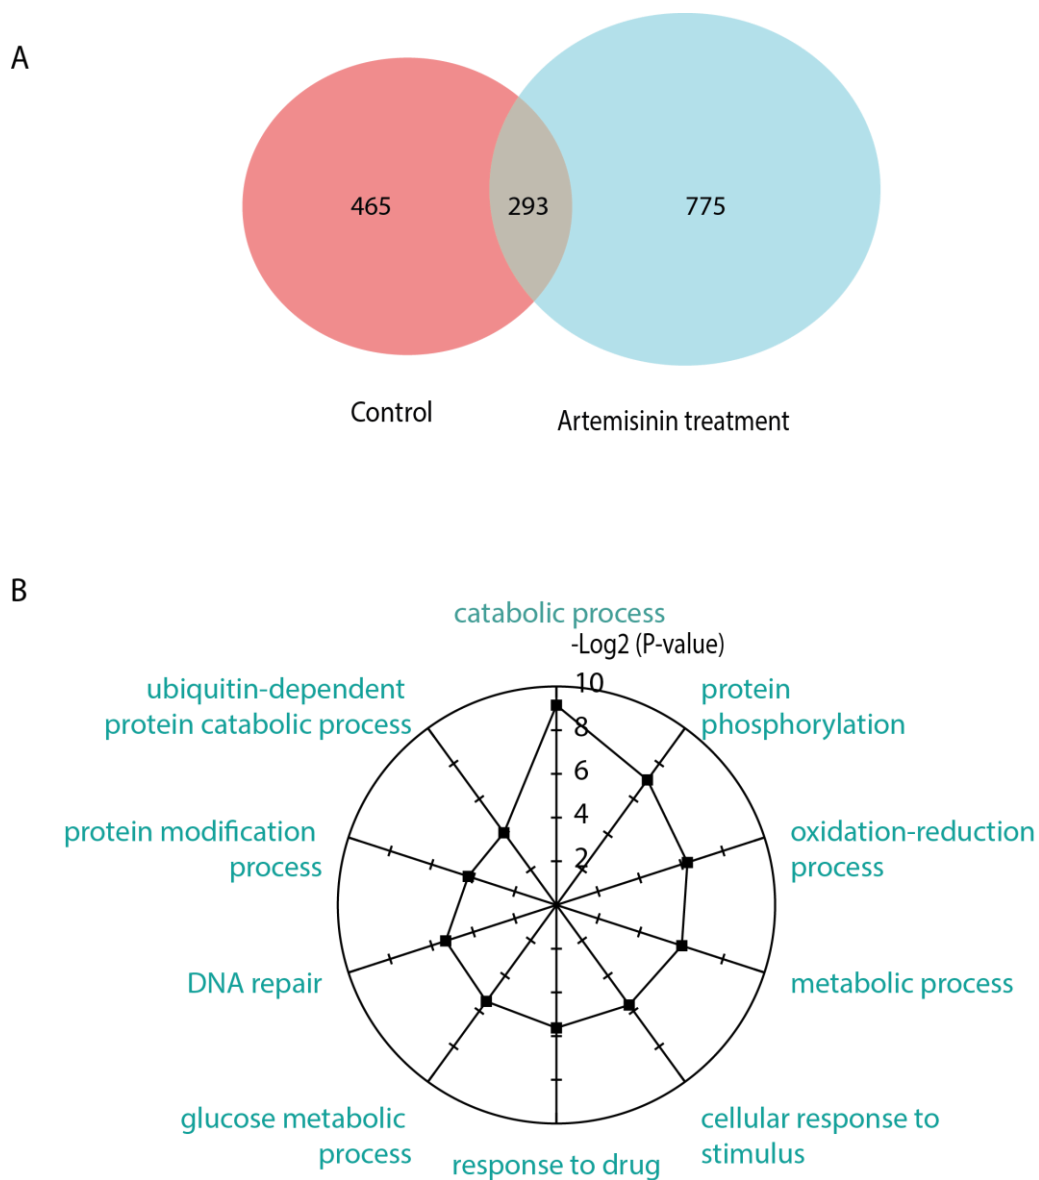 A
465
293
775
Control
Artemisinin treatment
B
catabolic process
-Log2 (P-value)
10
8
6
4
2
protein
phosphorylation
oxidation-reduction
process
metabolic process
cellular response to
stimulus
response to drug
glucose metabolic
process
DNA repair
protein modification
process
ubiquitin-dependent
protein catabolic process